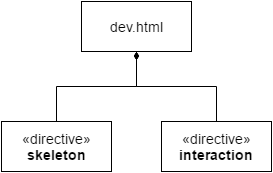 dev.html
«directive»
skeleton
«directive»
interaction